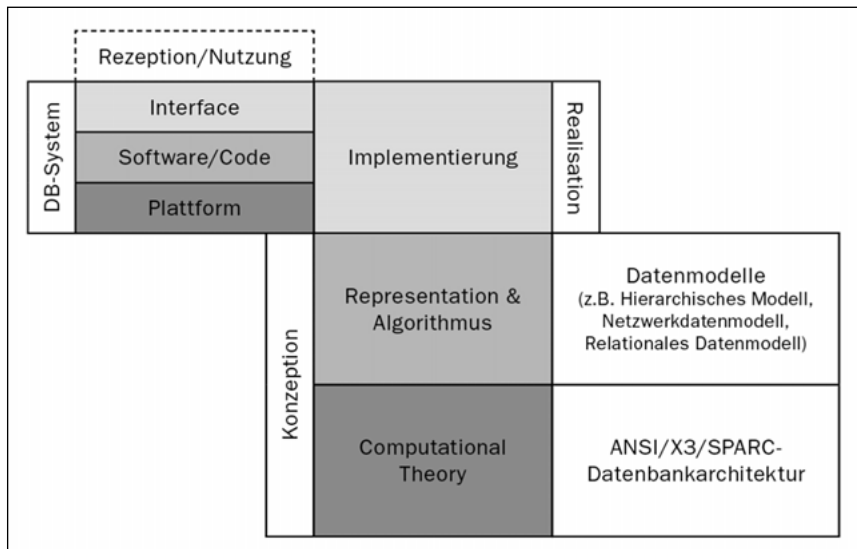 Rezeption/Nutzung
DB-System
Interface
Software/Code
Plattform
Implementierung
Realisation
Konzeption
Representation &
Algorithmus
Datenmodelle
(z.B. Hierarchisches Modell,
Netzwerkdatenmodell,
Relationales Datenmodell)
Computational
Theory
ANSI/X3/SPARC-
Datenbankarchitektur